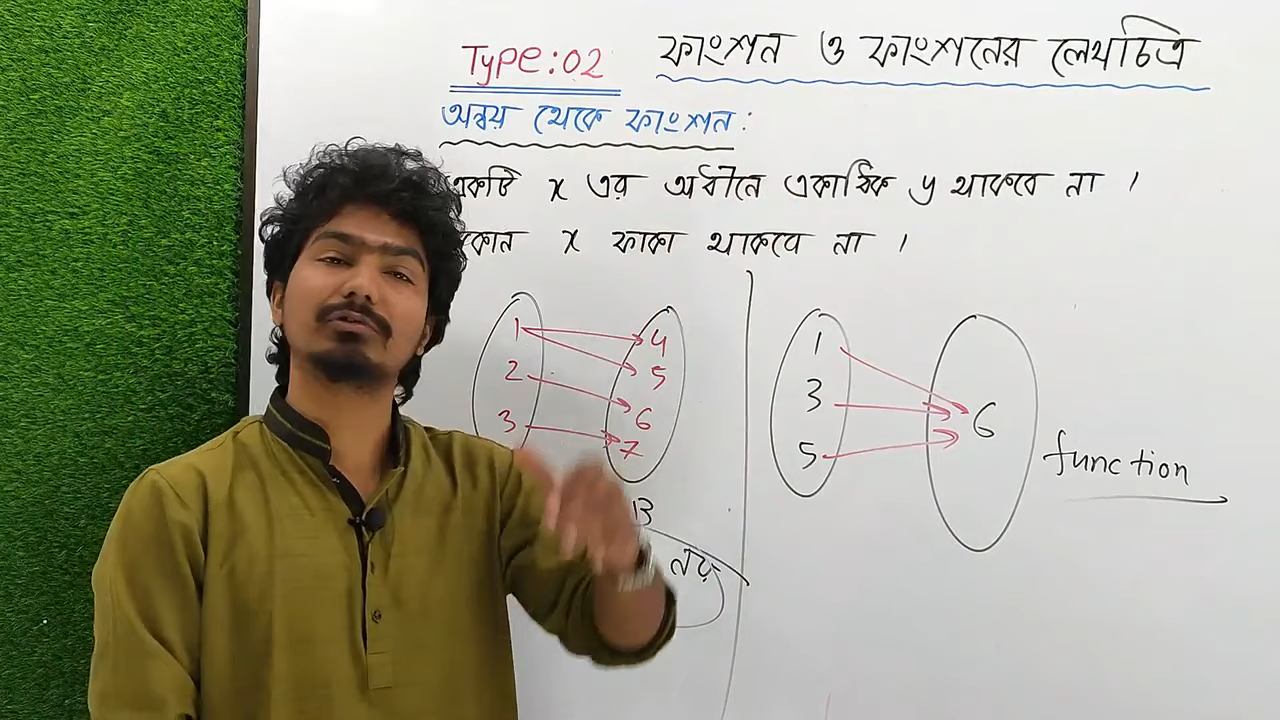 Type:02 ফাংশন ও ফাংশনের লেখচিত্র
অন্বয় থেকে ফাংশন:
একটি x এর অধীনে একাধিক y থাকবে না ।
কোন x ফাকা থাকবে না ।
1 4
5
2 6
3 7
B
নয়
1
3 6
5
function